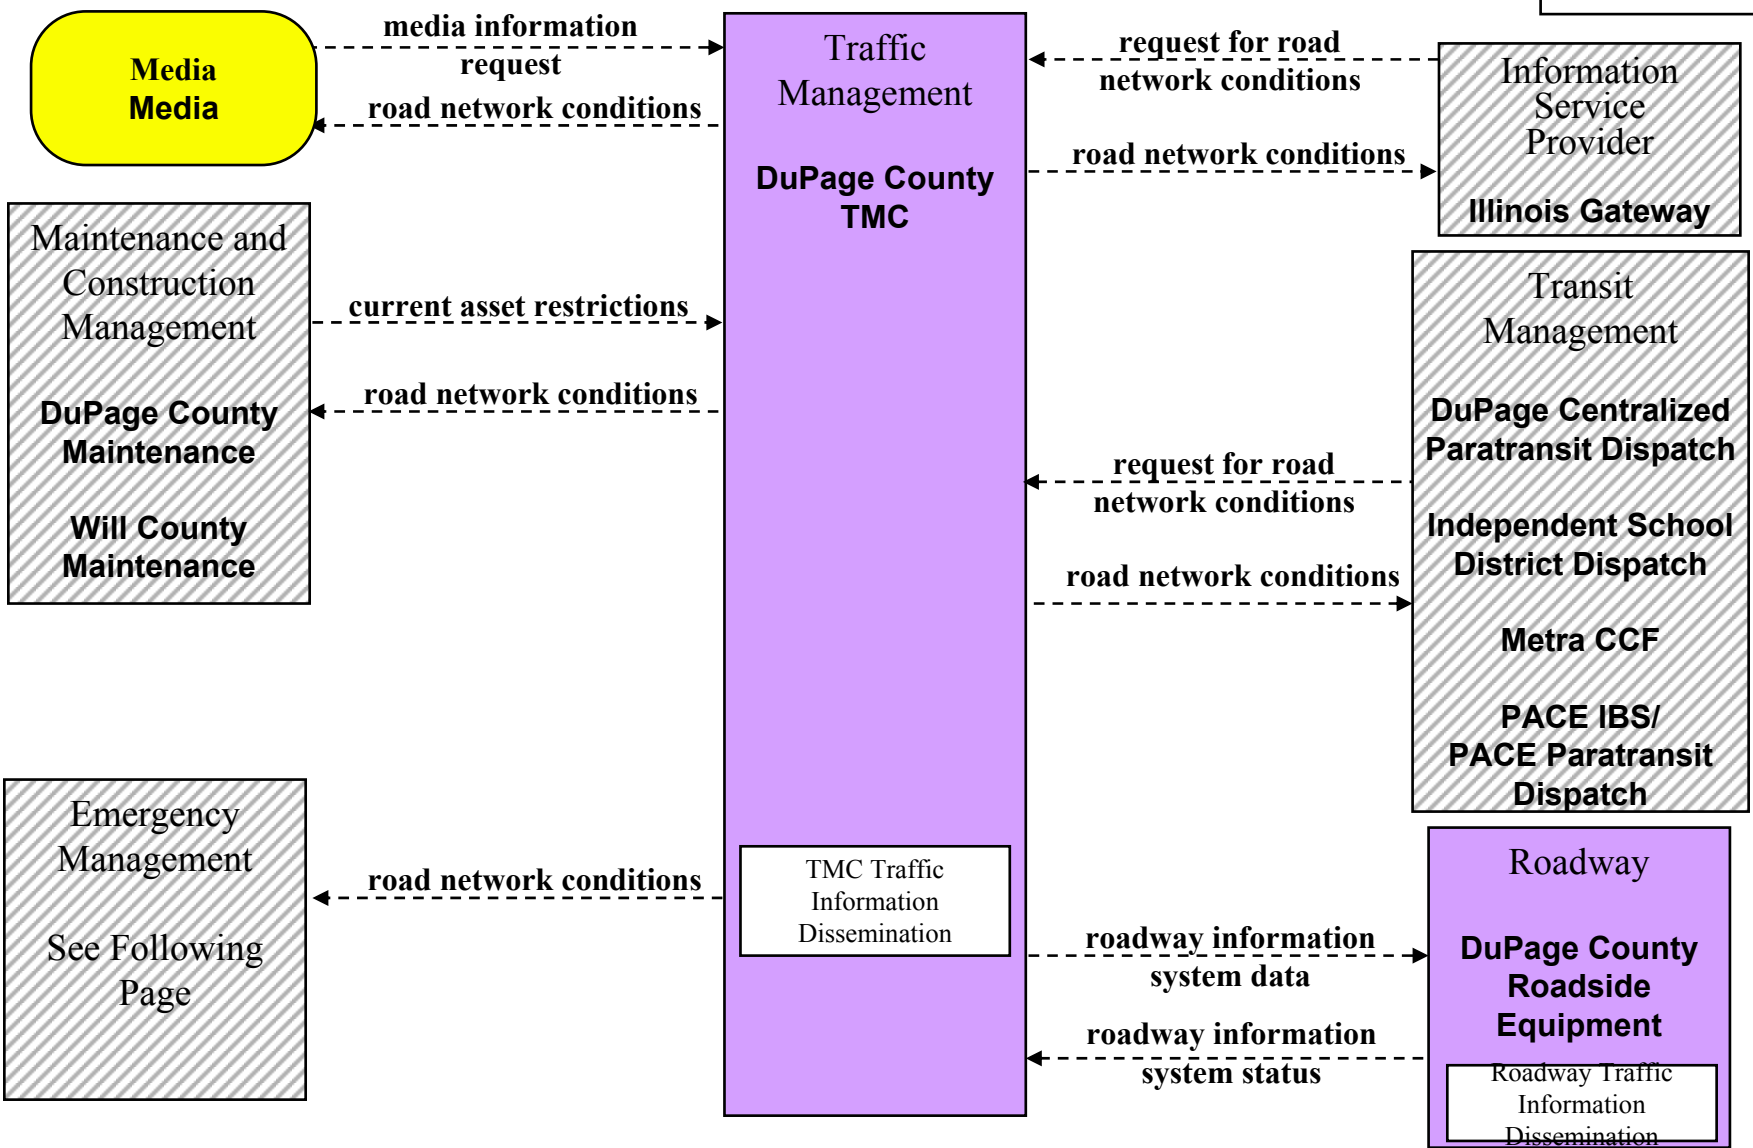 Media
Media
media information
request
road network conditions
Maintenance and
Construction
Management
DuPage County
Maintenance
Will County
Maintenance
current asset restrictions
road network conditions
Emergency
Management
See Following
Page
road network conditions
Traffic
Management
DuPage County
TMC
TMC Traffic
Information
Dissemination
request for road
network conditions
road network conditions
Information
Service
Provider
Illinois Gateway
request for road
network conditions
road network conditions
Transit
Management
DuPage Centralized
Paratransit Dispatch
Independent School
District Dispatch
Metra CCF
PACE IBS/
PACE Paratransit
Dispatch
roadway information
system data
roadway information
system status
Roadway
DuPage County
Roadside
Equipment
Roadway Traffic
Information
Dissemination